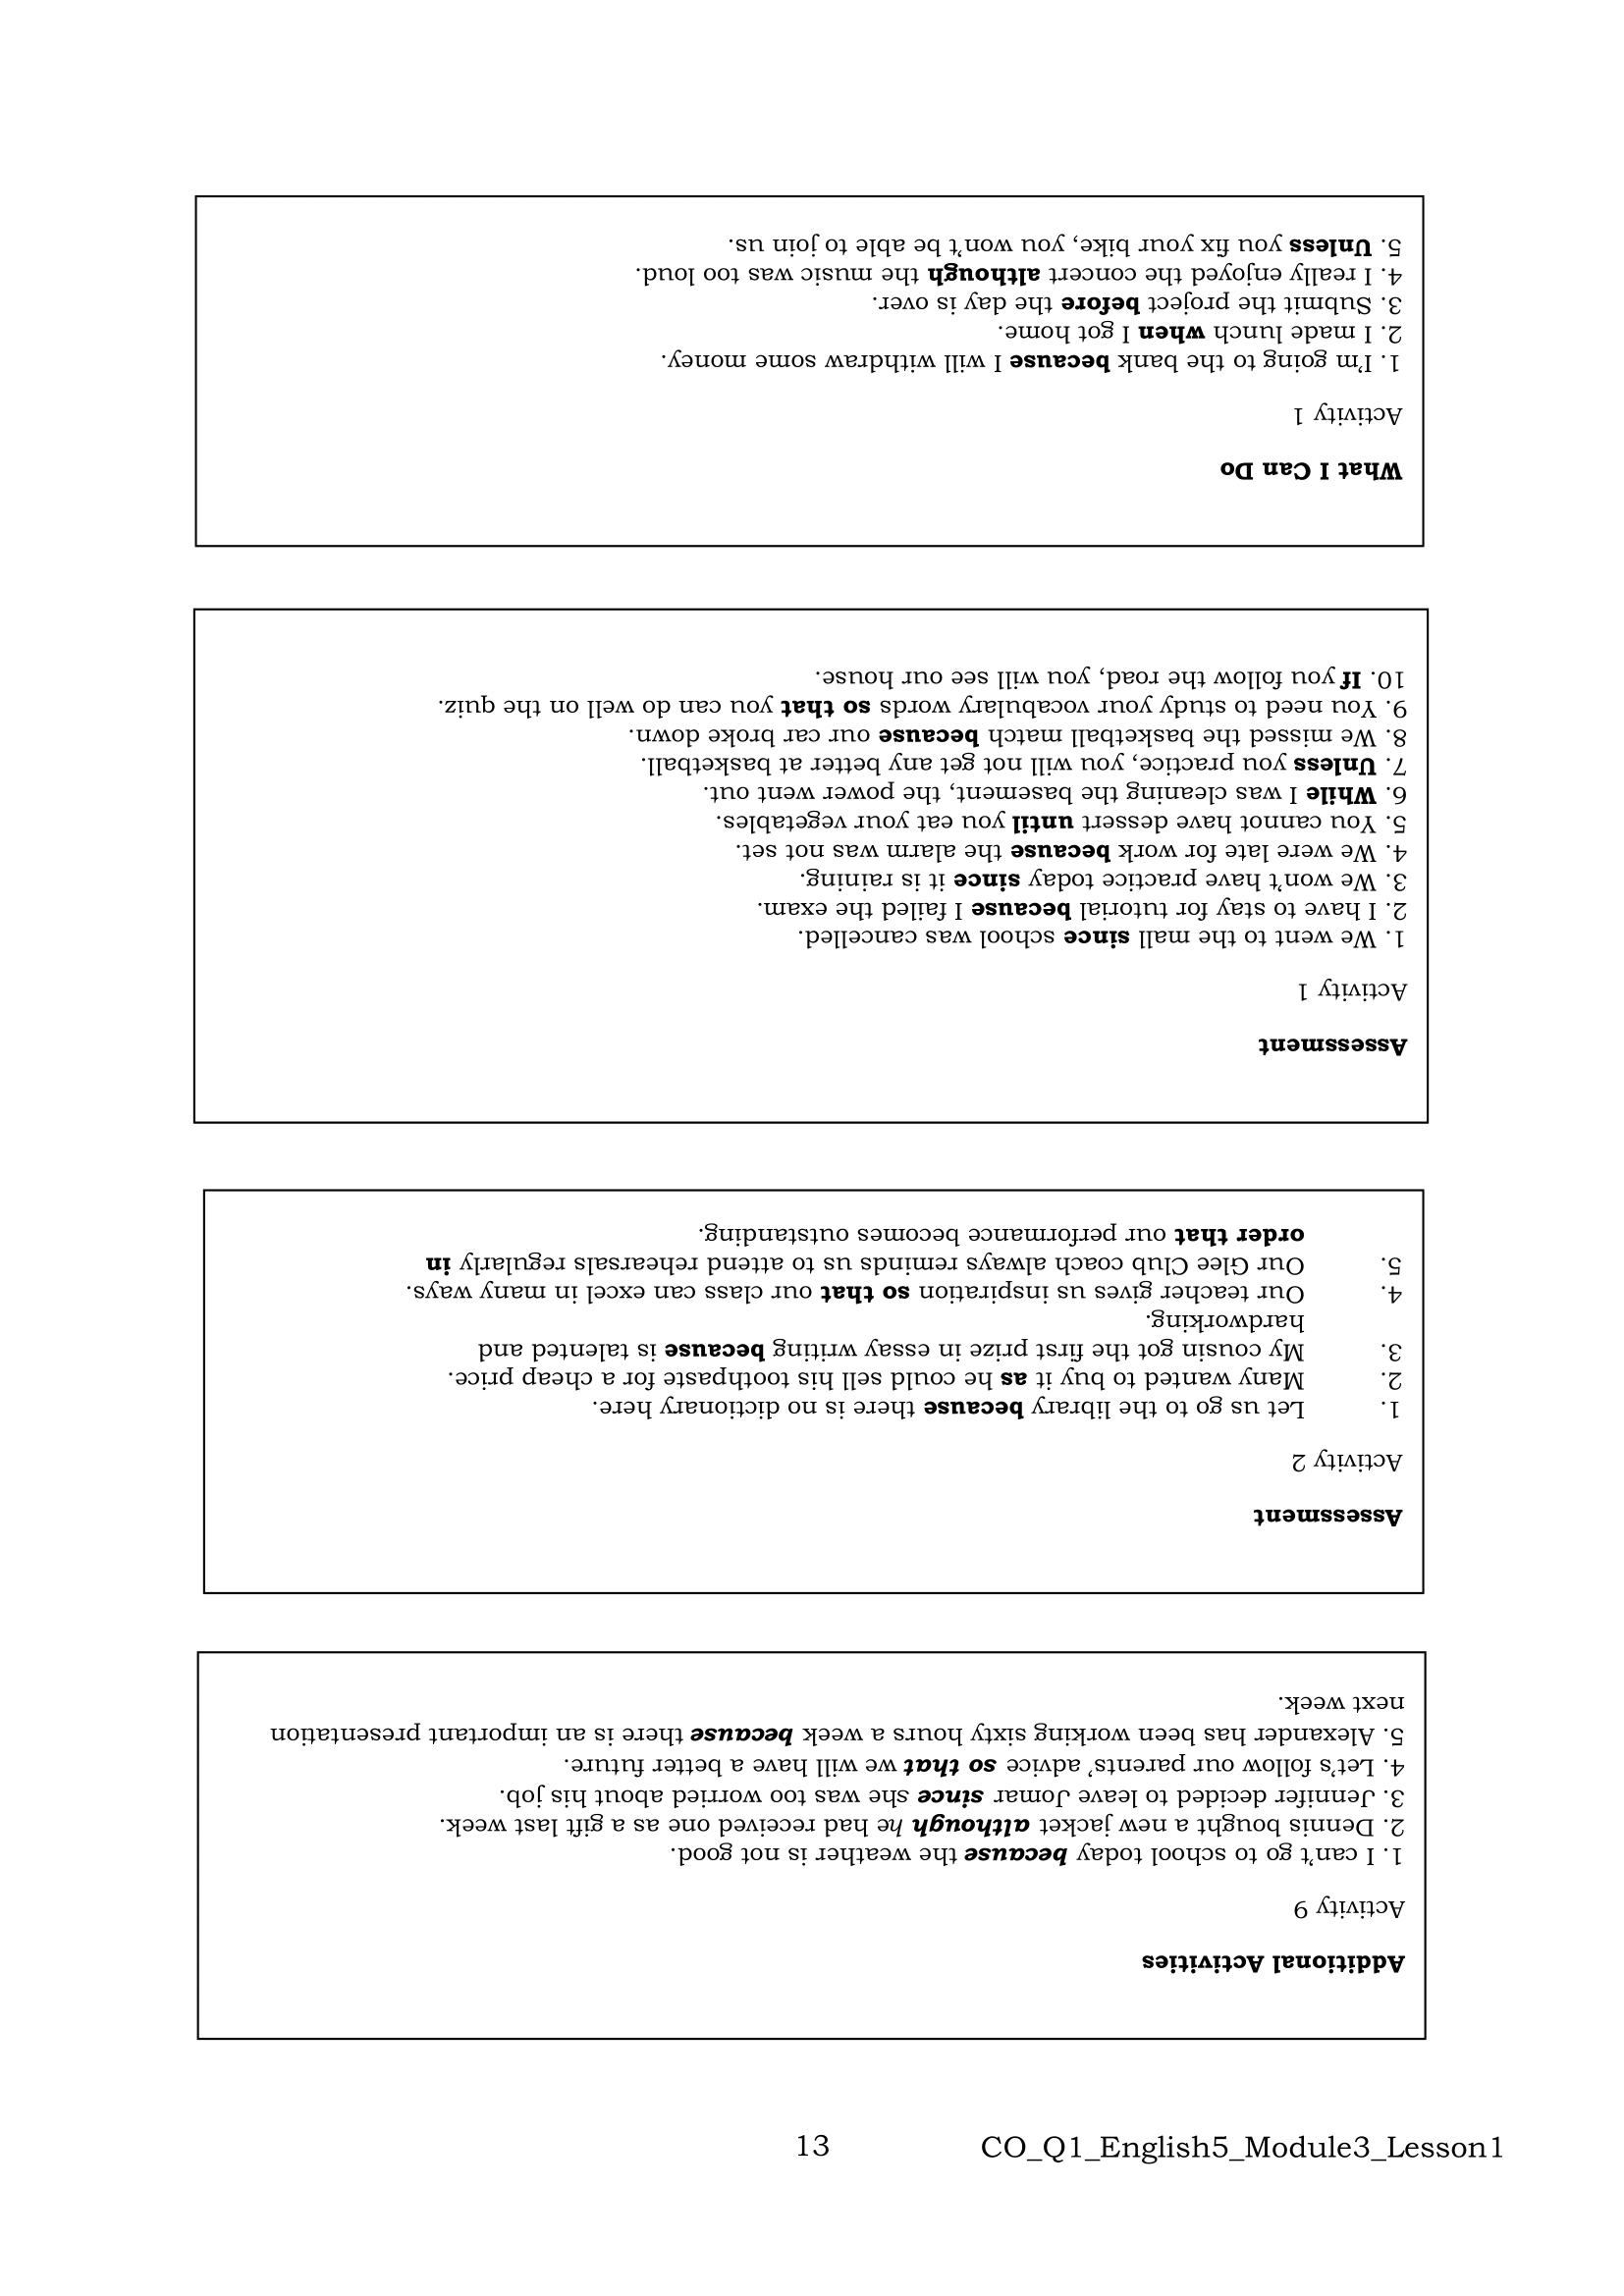 What I Can Do
Activity 1
1. I’m going to the bank because I will withdraw some money.
2. I made lunch when I got home.
3. Submit the project before the day is over.
4. I really enjoyed the concert although the music was too loud.
5. Unless you fix your bike, you won’t be able to join us.
Assessment
Activity 1
1. We went to the mall since school was cancelled.
2. I have to stay for tutorial because I failed the exam.
3. We won’t have practice today since it is raining.
4. We were late for work because the alarm was not set.
5. You cannot have dessert until you eat your vegetables.
6. While I was cleaning the basement, the power went out.
7. Unless you practice, you will not get any better at basketball.
8. We missed the basketball match because our car broke down.
9. You need to study your vocabulary words so that you can do well on the quiz.
10. If you follow the road, you will see our house.
Assessment
Activity 2
1. Let us go to the library because there is no dictionary here.
2. Many wanted to buy it as he could sell his toothpaste for a cheap price.
3. My cousin got the first prize in essay writing because is talented and
hardworking.
4. Our teacher gives us inspiration so that our class can excel in many ways.
5. Our Glee Club coach always reminds us to attend rehearsals regularly in
order that our performance becomes outstanding.
Additional Activities
Activity 9
1. I can’t go to school today because the weather is not good.
2. Dennis bought a new jacket although he had received one as a gift last week.
3. Jennifer decided to leave Jomar since she was too worried about his job.
4. Let’s follow our parents’ advice so that we will have a better future.
5. Alexander has been working sixty hours a week because there is an important presentation
next week.
13 CO_Q1_English5_Module3_Lesson1